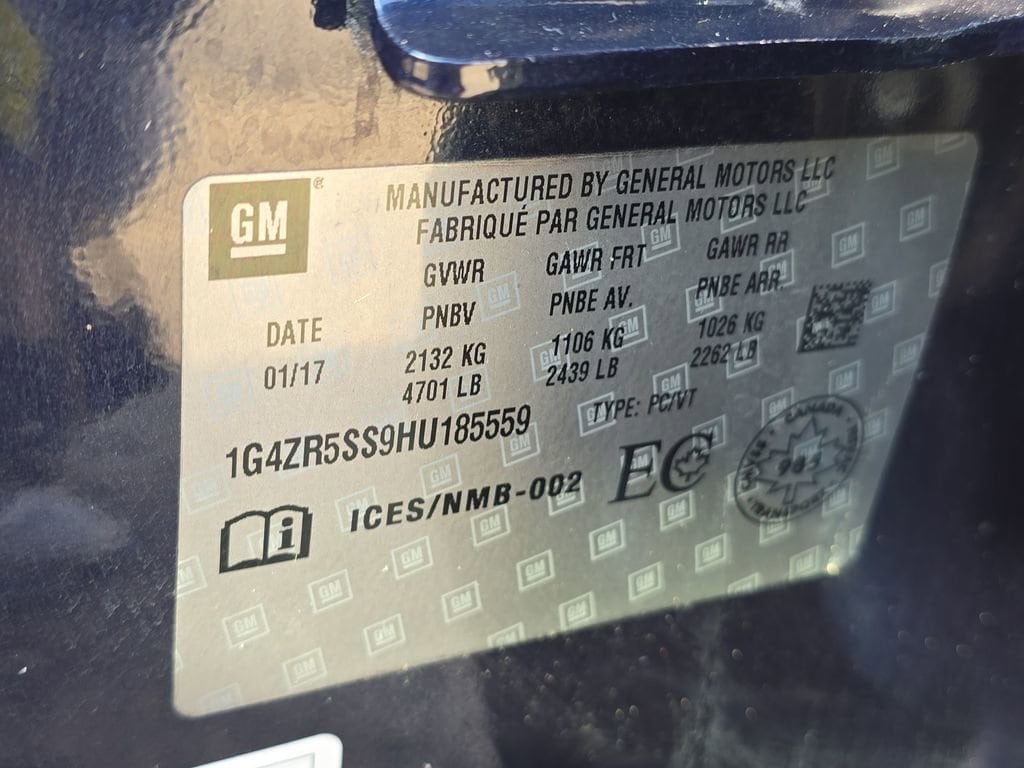 GM
MANUFACTURED BY GENERAL MOTORS LLC
FABRIQUÉ PAR GENERAL MOTORS LLC
GVWR GAWR FRT GAWR RR
DATE PNBV PNBE AV. PNBE ARR.
01/17 2132 KG 1106 KG 1026 KG
4701 LB 2439 LB 2262 LB
1G4ZR5SS9HU185559 TYPE: PC/VT
ICES/NMB-002 EC
CANADA